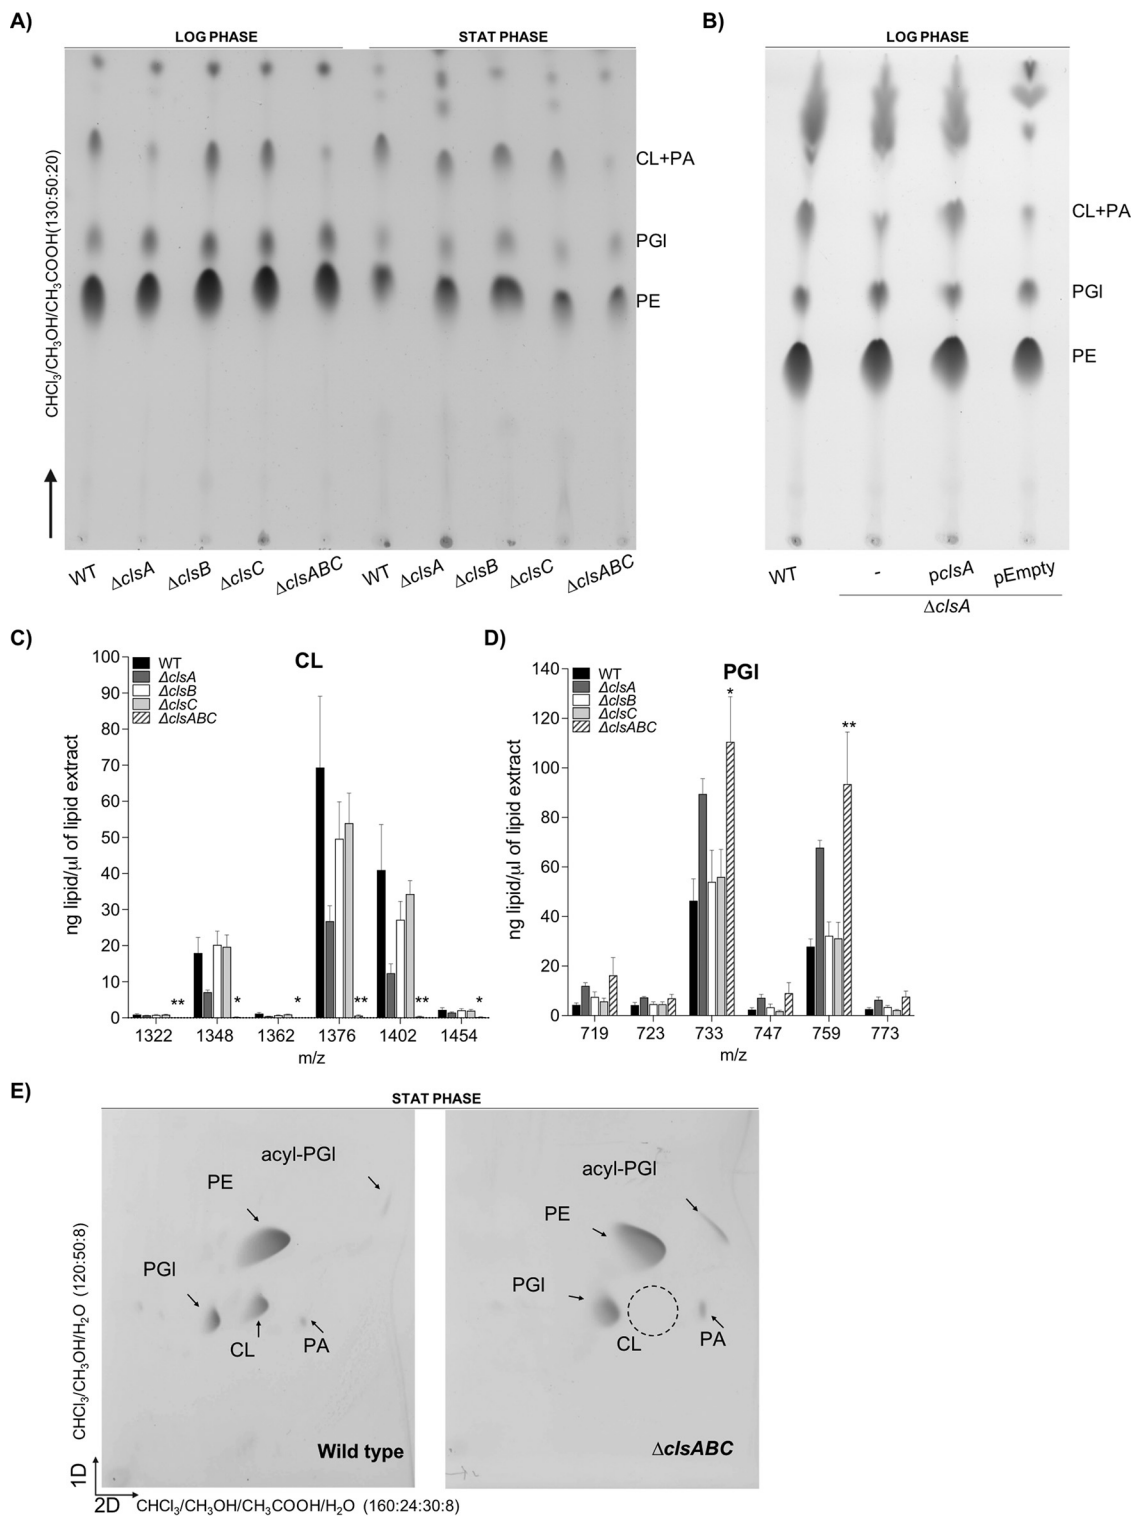 A)
LOG PHASE
STAT PHASE
CHCl3/CH3OH/CH3COOH(130:50:20)
CL+PA
PGl
PE
WT
ΔclsA
ΔclsB
ΔclsC
ΔclsABC
WT
ΔclsA
ΔclsB
ΔclsC
ΔclsABC
B)
LOG PHASE
CL+PA
PGl
PE
WT
-
pclsA
pEmpty
ΔclsA
C)
CL
WT
ΔclsA
ΔclsB
ΔclsC
ΔclsABC
ng lipid/µl of lipid extract
100
90
80
70
60
50
40
30
20
10
0
** * * ** ** *
1322 1348 1362 1376 1402 1454
m/z
D)
PGl
WT
ΔclsA
ΔclsB
ΔclsC
ΔclsABC
ng lipid/µl of lipid extract
140
120
100
80
60
40
20
0
* **
719 723 733 747 759 773
m/z
E)
STAT PHASE
acyl-PGl
PE
PGl
CL
PA
Wild type
acyl-PGl
PE
PGl
CL
PA
ΔclsABC
CHCl3/CH3OH/H2O (120:50:8)
1D
2D
CHCl3/CH3OH/CH3COOH/H2O (160:24:30:8)